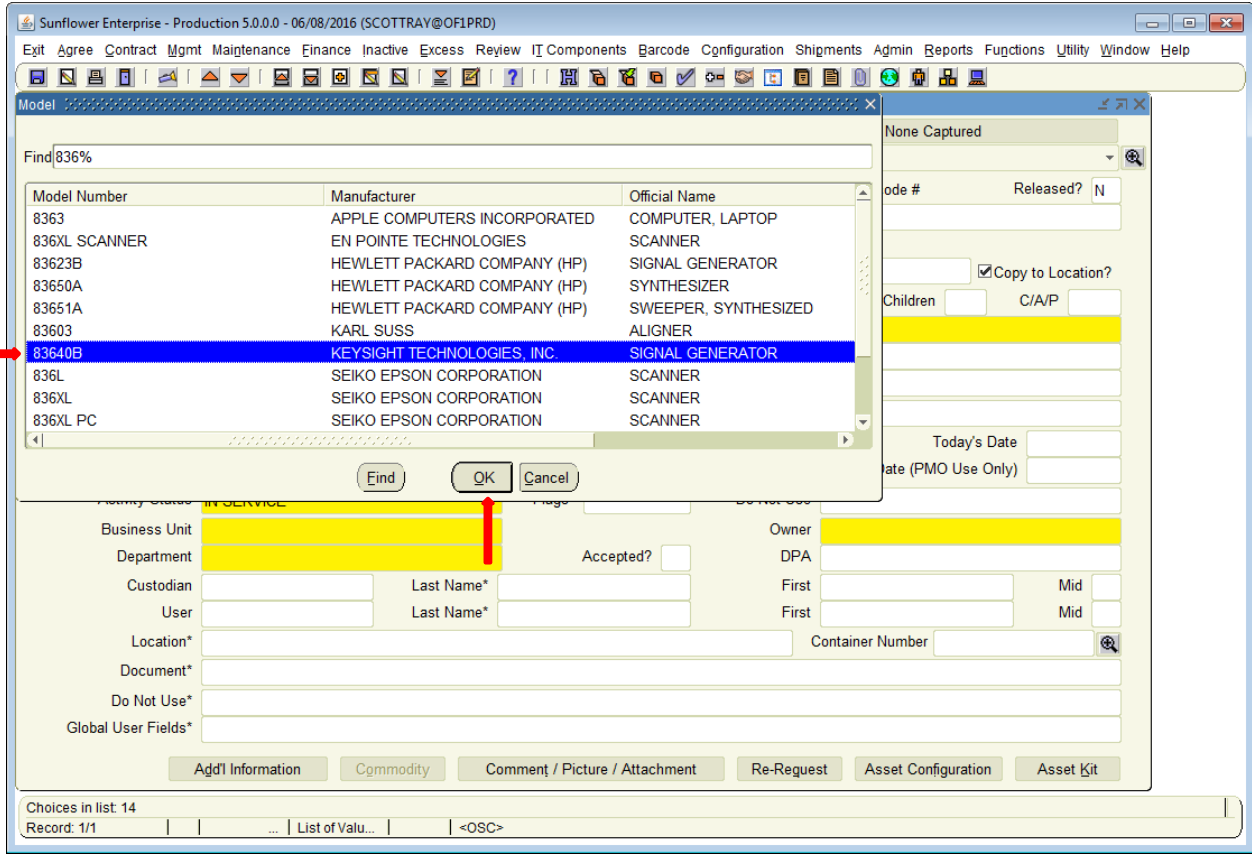 Sunflower Enterprise - Production 5.0.0.0 - 06/08/2016 (SCOTTRAY@OF1PRD)
Exit Agree Contract Mgmt Maintenance Finance Inactive Excess Review IT Components Barcode Configuration Shipments Admin Reports Functions Utility Window Help
Model
None Captured
Find 836%
Model Number Manufacturer Official Name
ode # Released? N
8363 APPLE COMPUTERS INCORPORATED COMPUTER, LAPTOP
836XL SCANNER EN POINTE TECHNOLOGIES SCANNER
83623B HEWLETT PACKARD COMPANY (HP) SIGNAL GENERATOR
Copy to Location?
83650A HEWLETT PACKARD COMPANY (HP) SYNTHESIZER
83651A HEWLETT PACKARD COMPANY (HP) SWEEPER, SYNTHESIZED
Children C/A/P
83603 KARL SUSS ALIGNER
83640B KEYSIGHT TECHNOLOGIES, INC. SIGNAL GENERATOR
836L SEIKO EPSON CORPORATION SCANNER
836XL SEIKO EPSON CORPORATION SCANNER
836XL PC SEIKO EPSON CORPORATION SCANNER
Today's Date
Find OK Cancel
ate (PMO Use Only)
Activity Status IN SERVICE Flags Do Not Use
Business Unit Owner
Department Accepted? DPA
Custodian Last Name* First Mid
User Last Name* First Mid
Location* Container Number
Document*
Do Not Use*
Global User Fields*
Add'l Information Commodity Comment / Picture / Attachment Re-Request Asset Configuration Asset Kit
Choices in list: 14
Record: 1/1 ... List of Valu... <OSC>